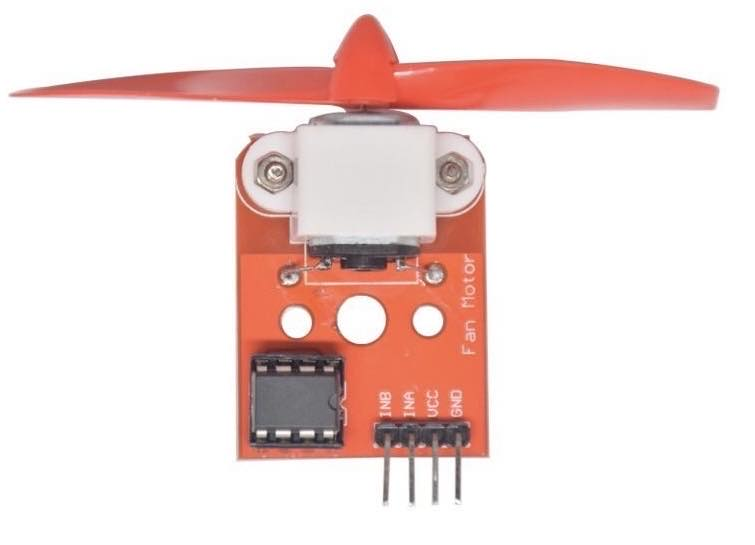 Fan Motor
INB
INA
VCC
GND